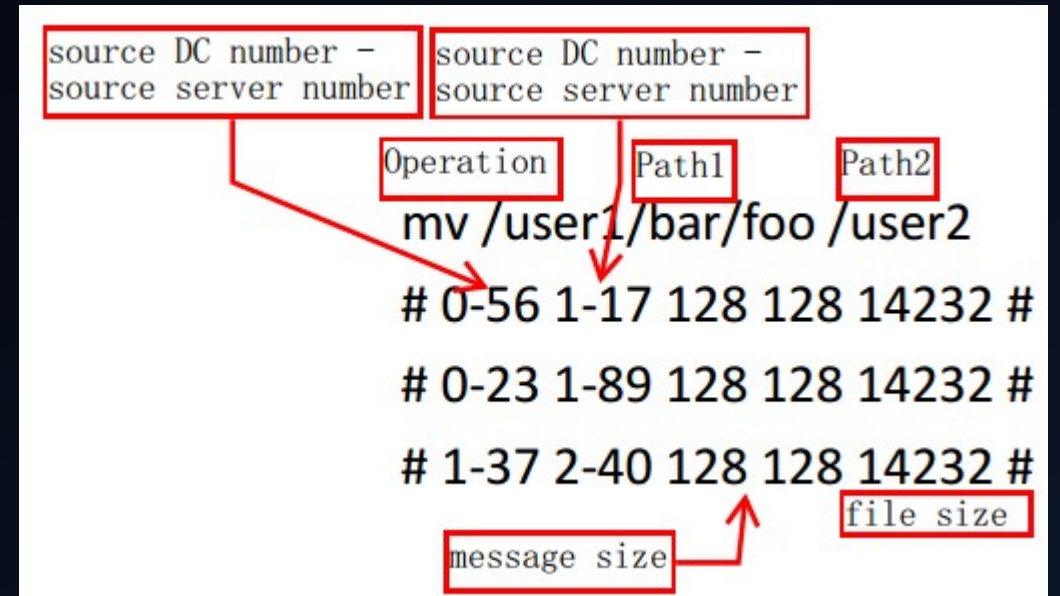 source DC number -
source server number
source DC number -
source server number
Operation
Path1
Path2
mv /user1/bar/foo /user2
# 0-56 1-17 128 128 14232 #
# 0-23 1-89 128 128 14232 #
# 1-37 2-40 128 128 14232 #
file size
message size